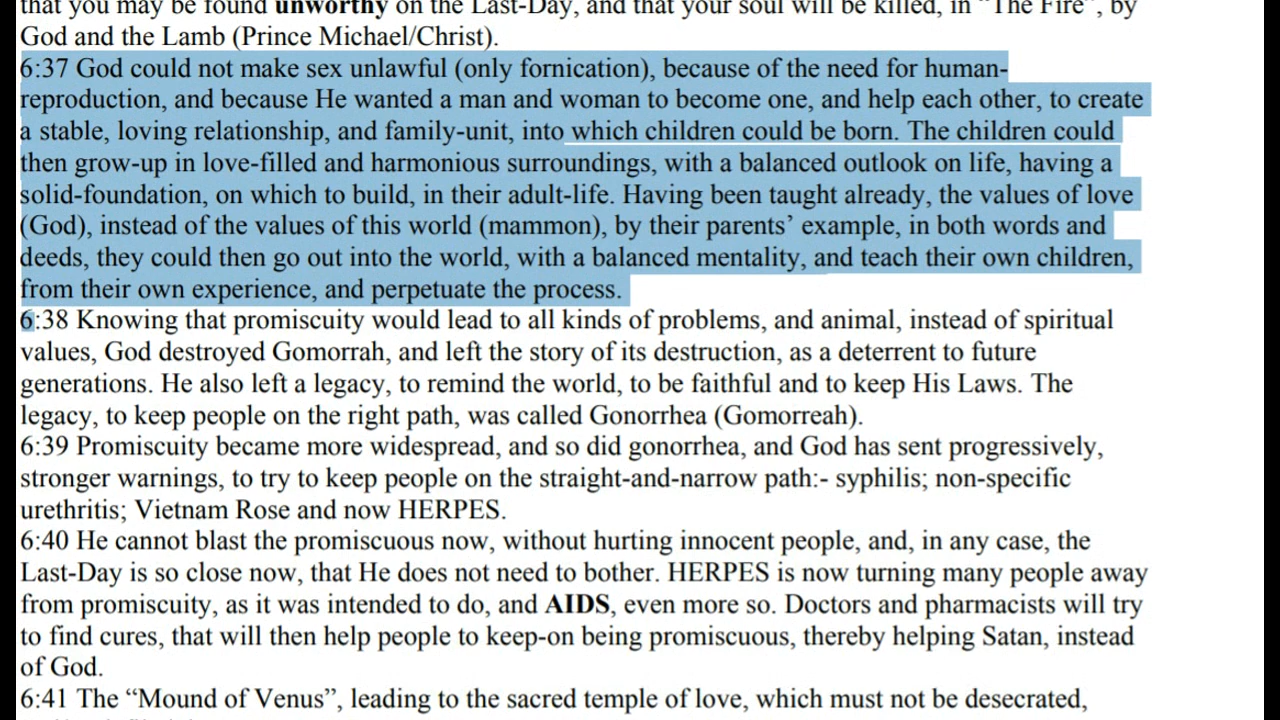 that you may be found unworthy on the Last-Day, and that your soul will be killed, in “The Fire”, by
God and the Lamb (Prince Michael/Christ).
6:37 God could not make sex unlawful (only fornication), because of the need for human-
reproduction, and because He wanted a man and woman to become one, and help each other, to create
a stable, loving relationship, and family-unit, into which children could be born. The children could
then grow-up in love-filled and harmonious surroundings, with a balanced outlook on life, having a
solid-foundation, on which to build, in their adult-life. Having been taught already, the values of love
(God), instead of the values of this world (mammon), by their parents’ example, in both words and
deeds, they could then go out into the world, with a balanced mentality, and teach their own children,
from their own experience, and perpetuate the process.
6:38 Knowing that promiscuity would lead to all kinds of problems, and animal, instead of spiritual
values, God destroyed Gomorrah, and left the story of its destruction, as a deterrent to future
generations. He also left a legacy, to remind the world, to be faithful and to keep His Laws. The
legacy, to keep people on the right path, was called Gonorrhea (Gomorreah).
6:39 Promiscuity became more widespread, and so did gonorrhea, and God has sent progressively,
stronger warnings, to try to keep people on the straight-and-narrow path:- syphilis; non-specific
urethritis; Vietnam Rose and now HERPES.
6:40 He cannot blast the promiscuous now, without hurting innocent people, and, in any case, the
Last-Day is so close now, that He does not need to bother. HERPES is now turning many people away
from promiscuity, as it was intended to do, and AIDS, even more so. Doctors and pharmacists will try
to find cures, that will then help people to keep-on being promiscuous, thereby helping Satan, instead
of God.
6:41 The “Mound of Venus”, leading to the sacred temple of love, which must not be desecrated,